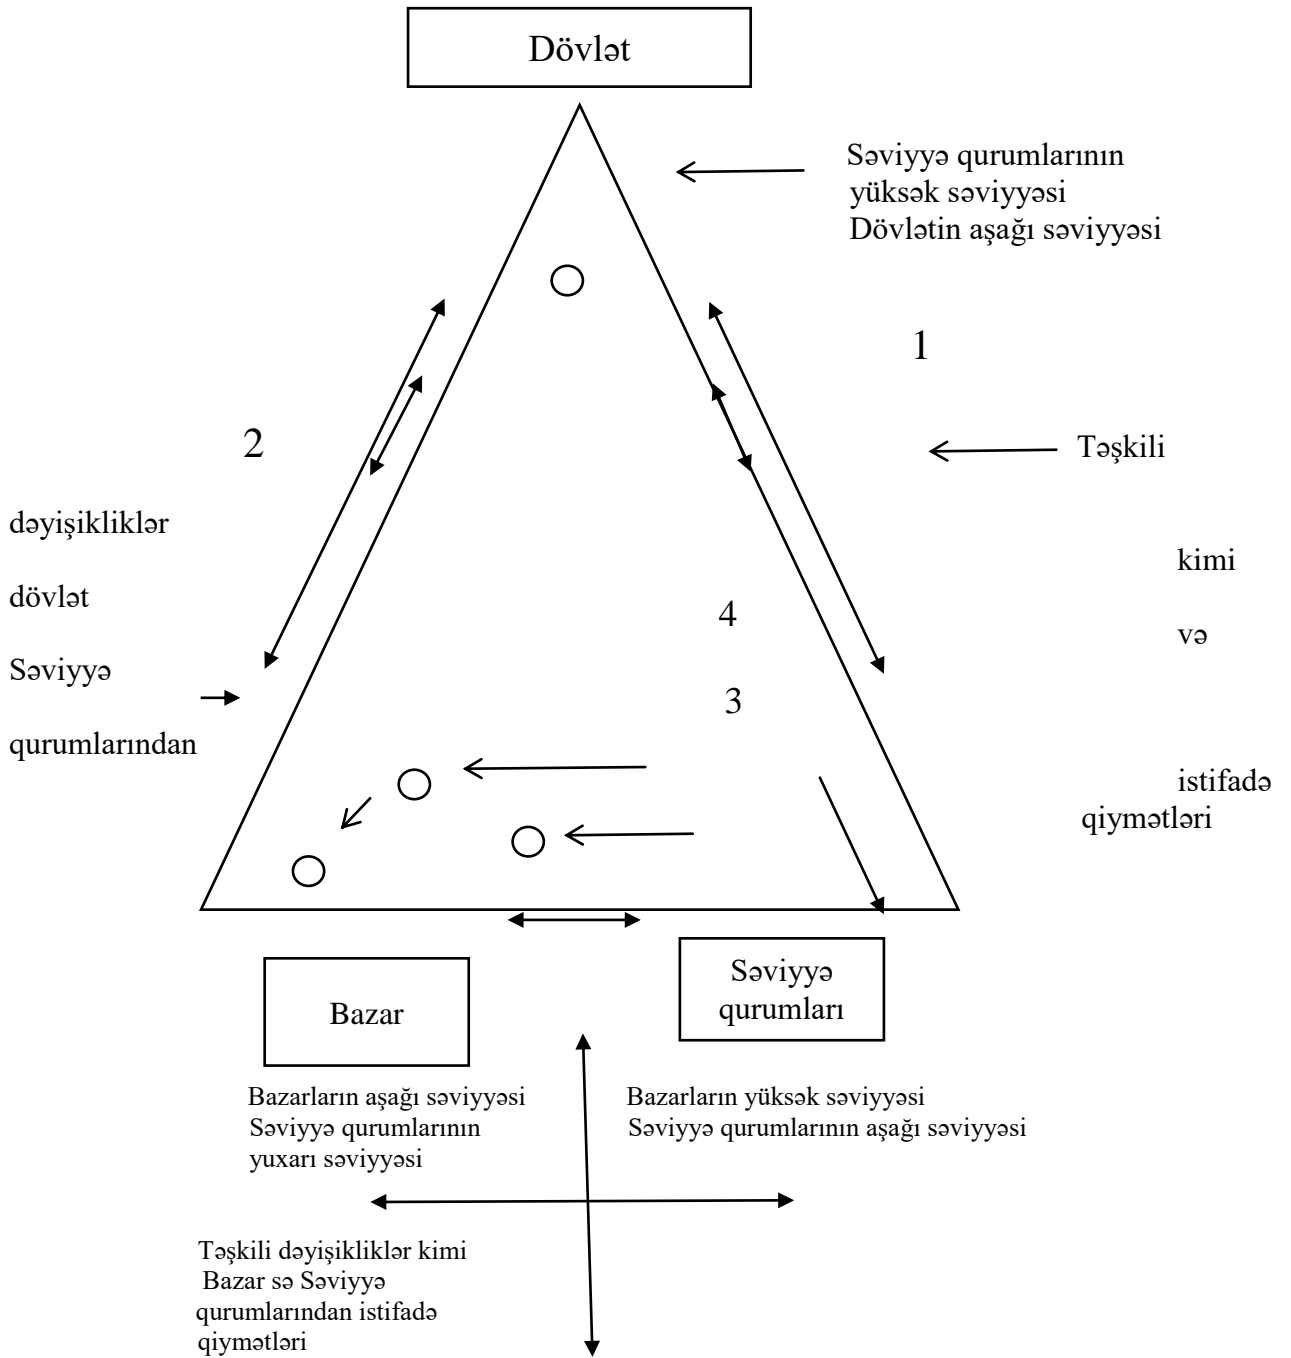 Dövlət
Səviyyə qurumlarının
yüksək səviyyəsi
Dövlətin aşağı səviyyəsi
1
2
Təşkili
dəyişikliklər
kimi
dövlət
4
və
Səviyyə
3
qurumlarından
istifadə
qiymətləri
Bazar
Səviyyə
qurumları
Bazarların aşağı səviyyəsi
Səviyyə qurumlarının
yuxarı səviyyəsi
Bazarların yüksək səviyyəsi
Səviyyə qurumlarının aşağı səviyyəsi
Təşkili dəyişikliklər kimi
Bazar sə Səviyyə
qurumlarından istifadə
qiymətləri